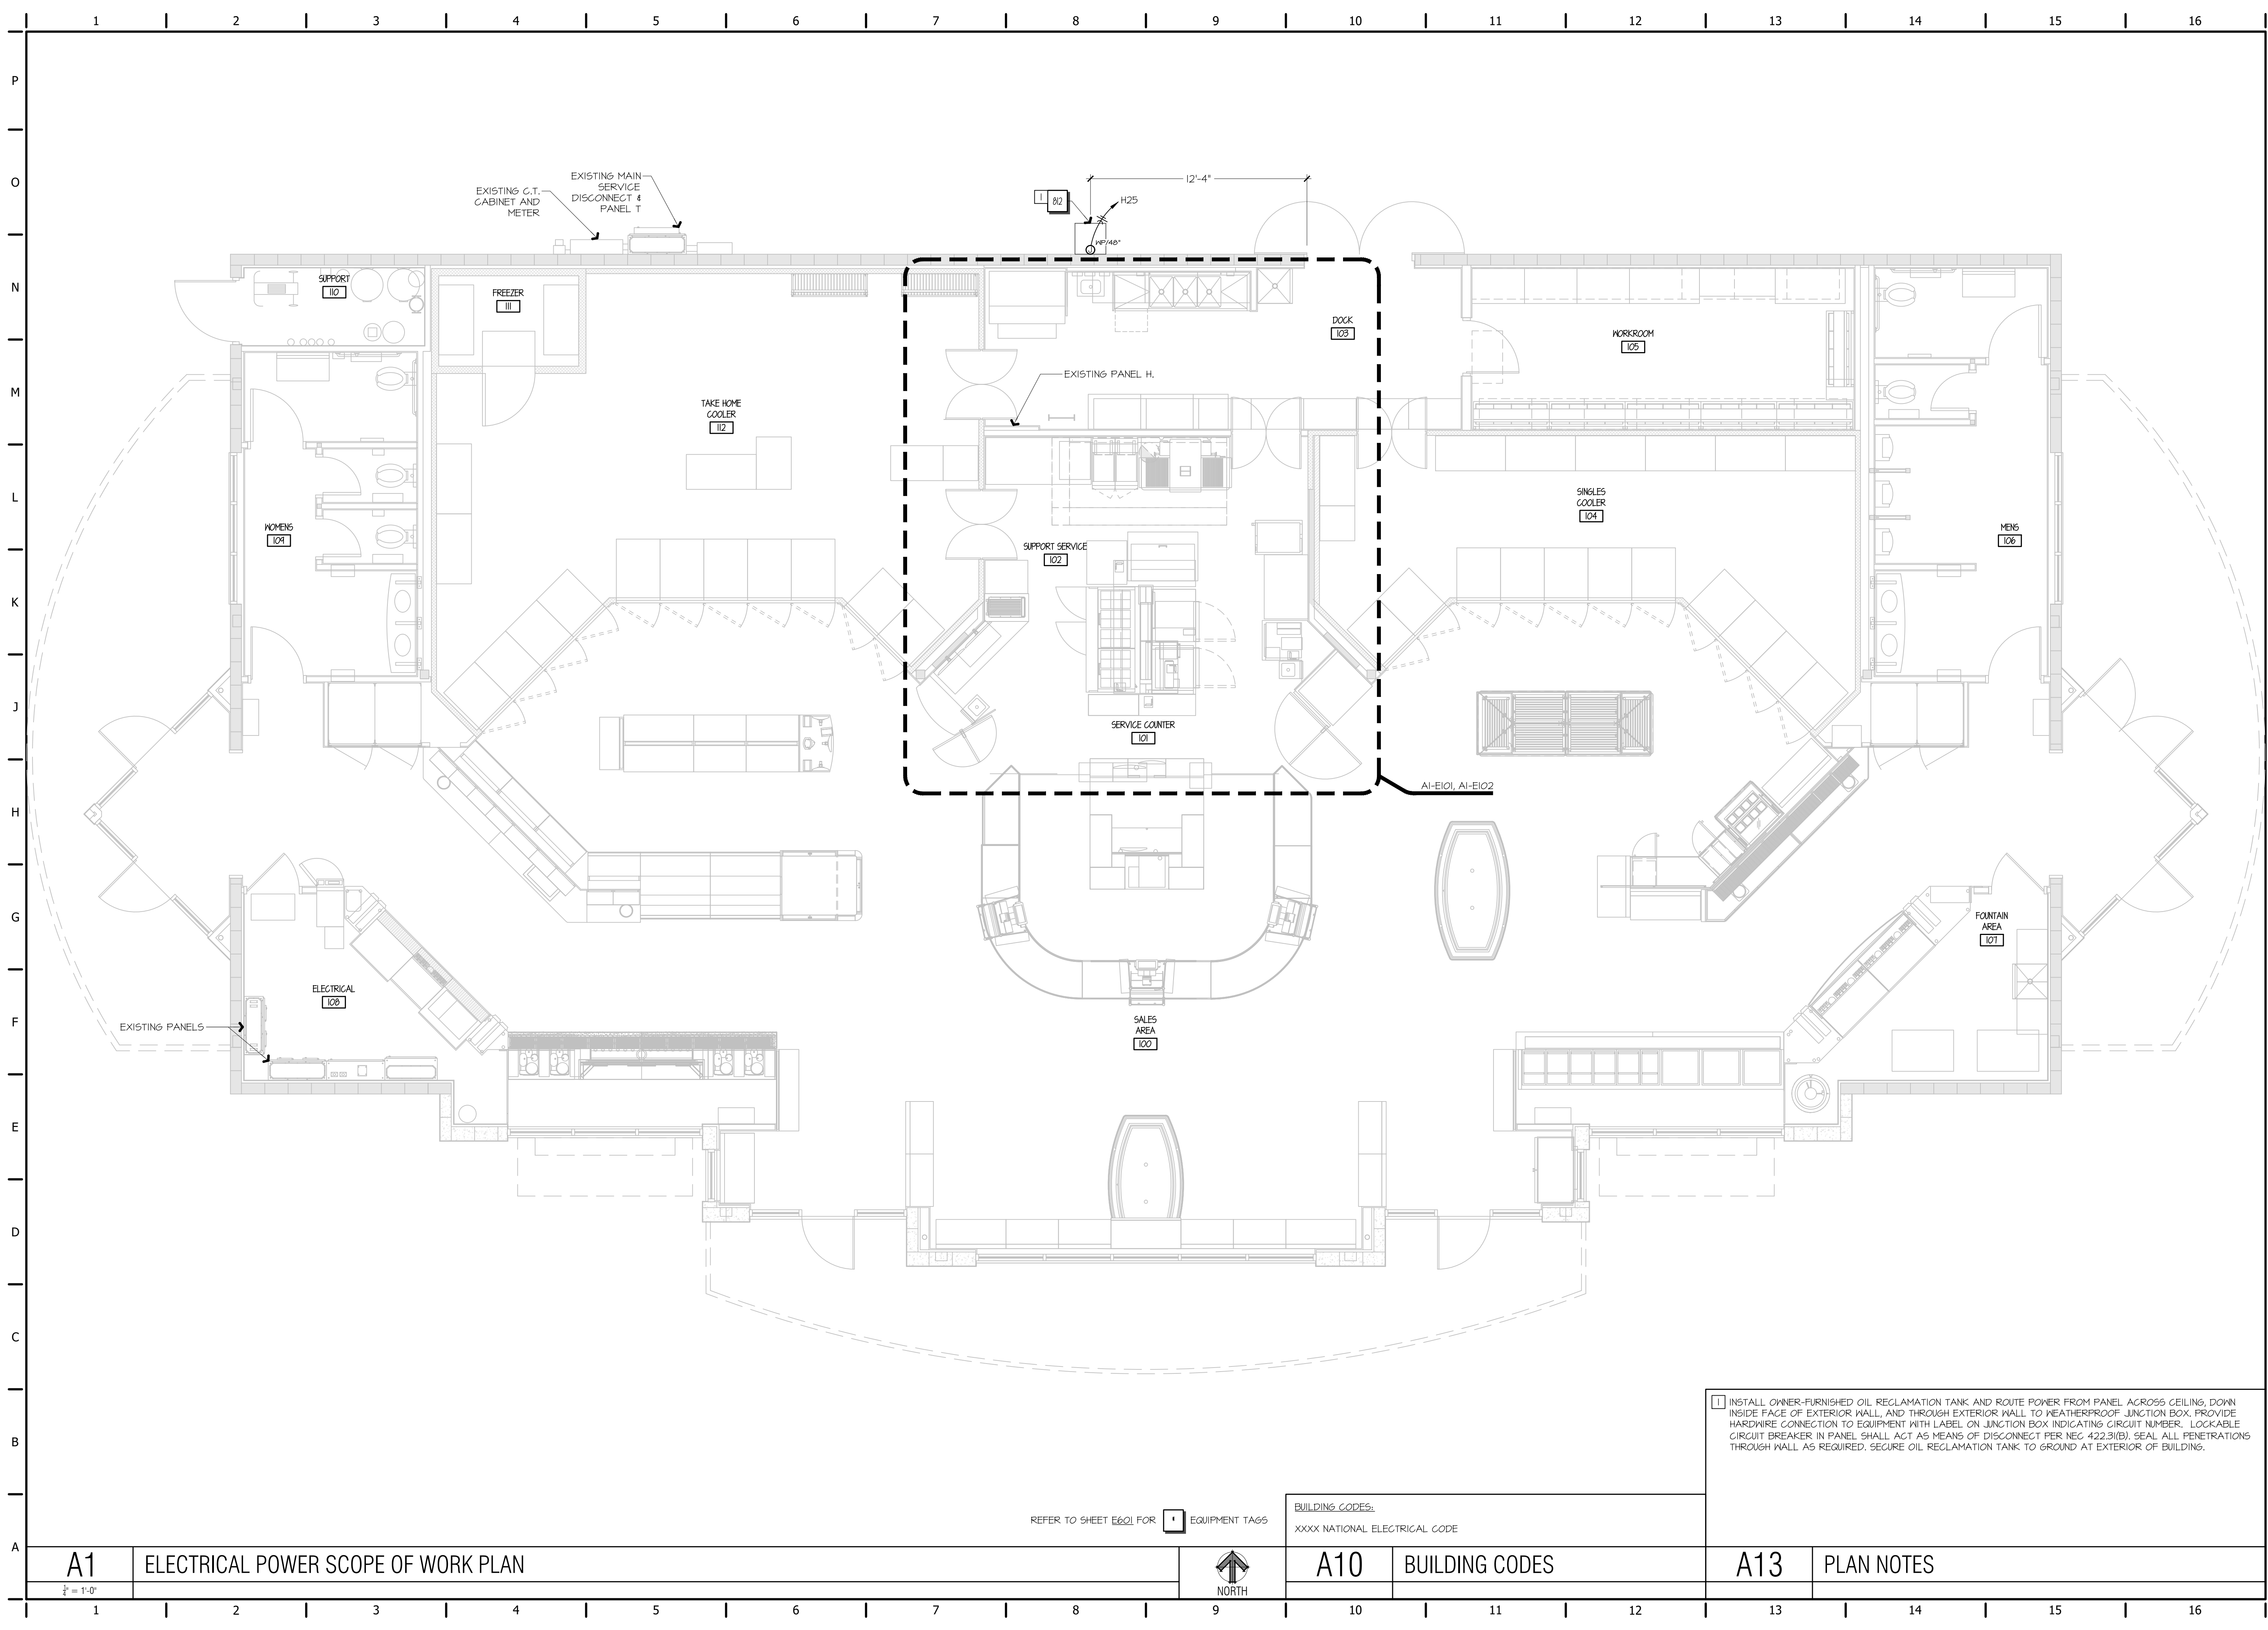 1 2 3 4 5 6 7 8 9 10 11 12 13 14 15 16
P
O
N
M
L
K
J
H
G
F
E
D
C
B
A
EXISTING C.T.
CABINET AND
METER
EXISTING MAIN
SERVICE
DISCONNECT &
PANEL T
1
812
H25
WP/48"
12'-4"
SUPPORT
110
FREEZER
111
DOCK
103
WORKROOM
105
EXISTING PANEL H.
TAKE HOME
COOLER
112
WOMENS
109
SUPPORT SERVICE
102
SINGLES
COOLER
104
MENS
106
SERVICE COUNTER
101
A1-E101, A1-E102
FOUNTAIN
AREA
107
ELECTRICAL
108
EXISTING PANELS
SALES
AREA
100
1 INSTALL OWNER-FURNISHED OIL RECLAMATION TANK AND ROUTE POWER FROM PANEL ACROSS CEILING, DOWN
INSIDE FACE OF EXTERIOR WALL, AND THROUGH EXTERIOR WALL TO WEATHERPROOF JUNCTION BOX. PROVIDE
HARDWIRE CONNECTION TO EQUIPMENT WITH LABEL ON JUNCTION BOX INDICATING CIRCUIT NUMBER. LOCKABLE
CIRCUIT BREAKER IN PANEL SHALL ACT AS MEANS OF DISCONNECT PER NEC 422.31(B). SEAL ALL PENETRATIONS
THROUGH WALL AS REQUIRED. SECURE OIL RECLAMATION TANK TO GROUND AT EXTERIOR OF BUILDING.
REFER TO SHEET E601 FOR EQUIPMENT TAGS
BUILDING CODES:
XXXX NATIONAL ELECTRICAL CODE
A1 ELECTRICAL POWER SCOPE OF WORK PLAN
1/4" = 1'-0"
NORTH
A10 BUILDING CODES
A13 PLAN NOTES
1 2 3 4 5 6 7 8 9 10 11 12 13 14 15 16